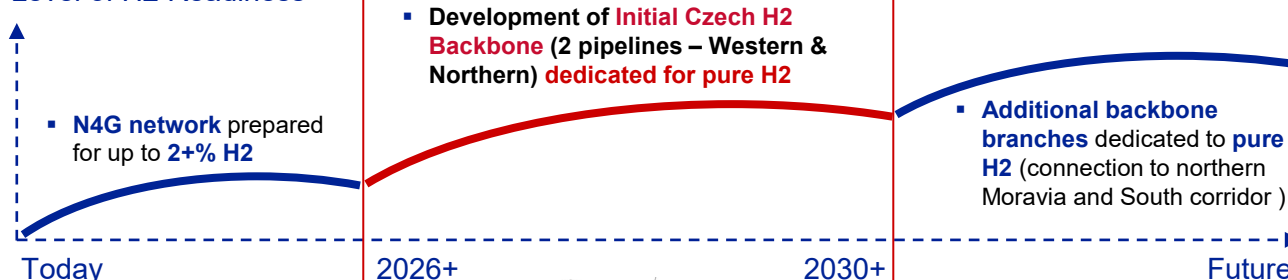 Level of H2 Readiness
▪ Development of Initial Czech H2
Backbone (2 pipelines – Western &
Northern) dedicated for pure H2
▪ N4G network prepared
for up to 2+% H2
▪ Additional backbone
branches dedicated to pure
H2 (connection to northern
Moravia and South corridor )
Today
2026+
2030+
Future